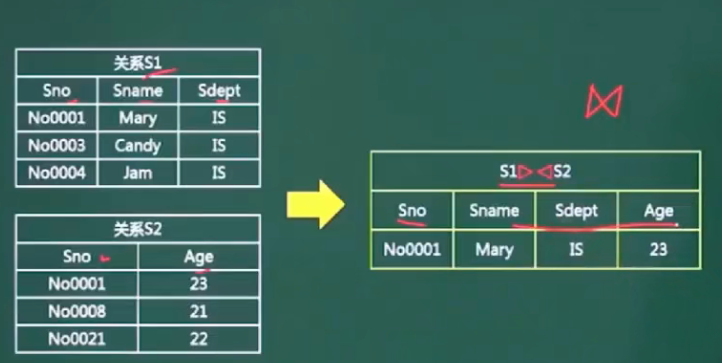 关系S1
Sno Sname Sdept
No0001 Mary IS
No0003 Candy IS
No0004 Jam IS
关系S2
Sno Age
No0001 23
No0008 21
No0021 22
⋈
S1▷◁S2
Sno Sname Sdept Age
No0001 Mary IS 23